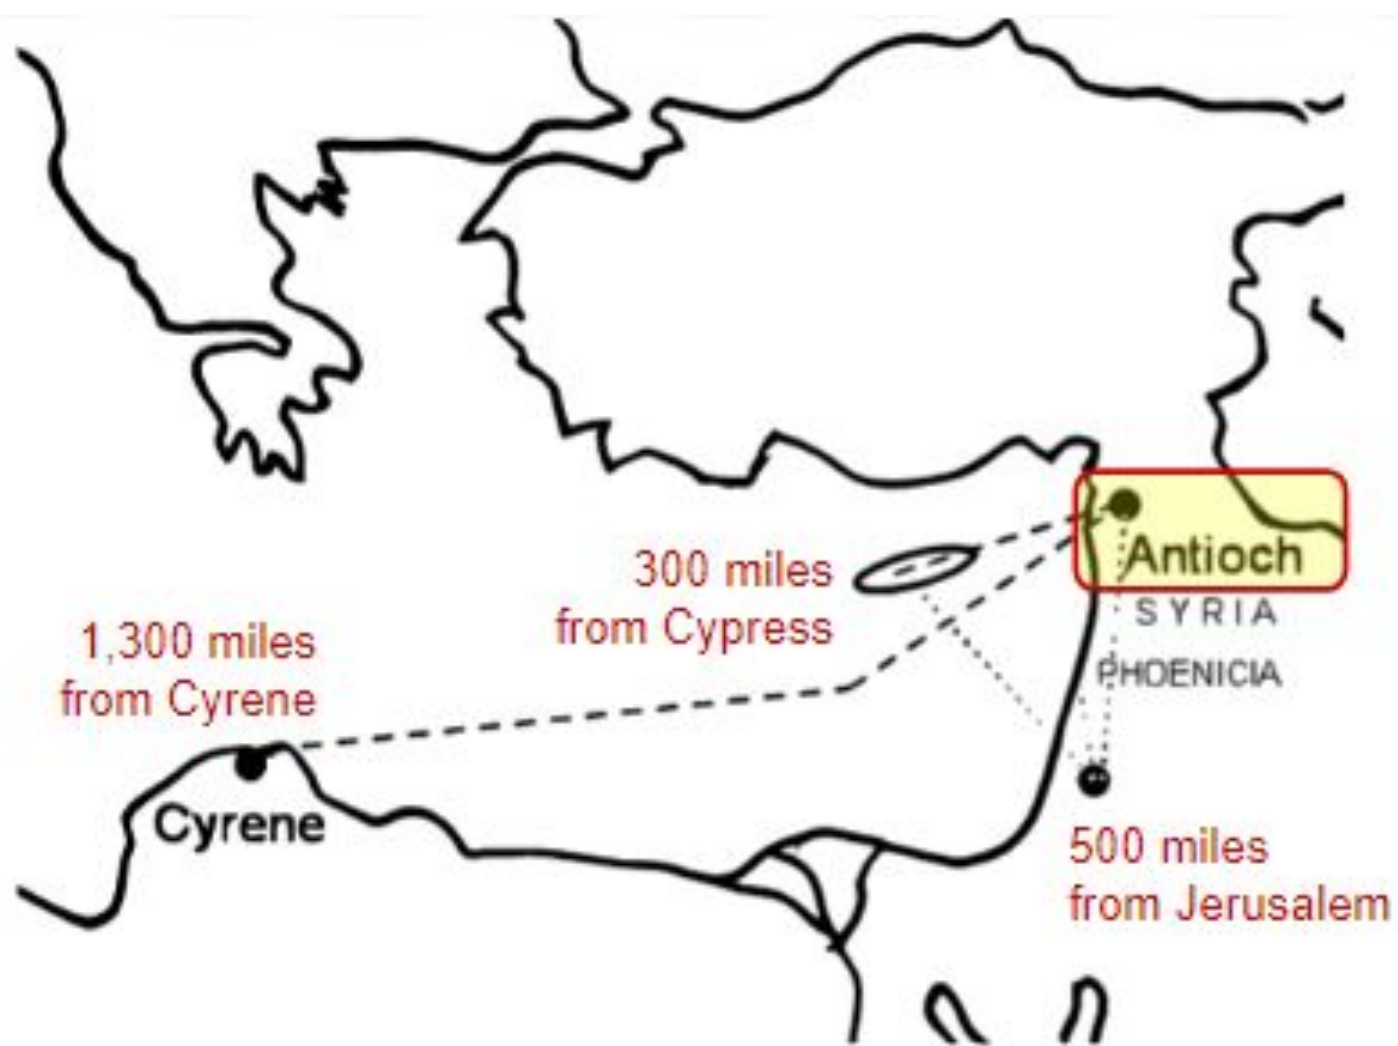 300 miles
from Cypress
Antioch
SYRIA
PHOENICIA
1,300 miles
from Cyrene
Cyrene
500 miles
from Jerusalem